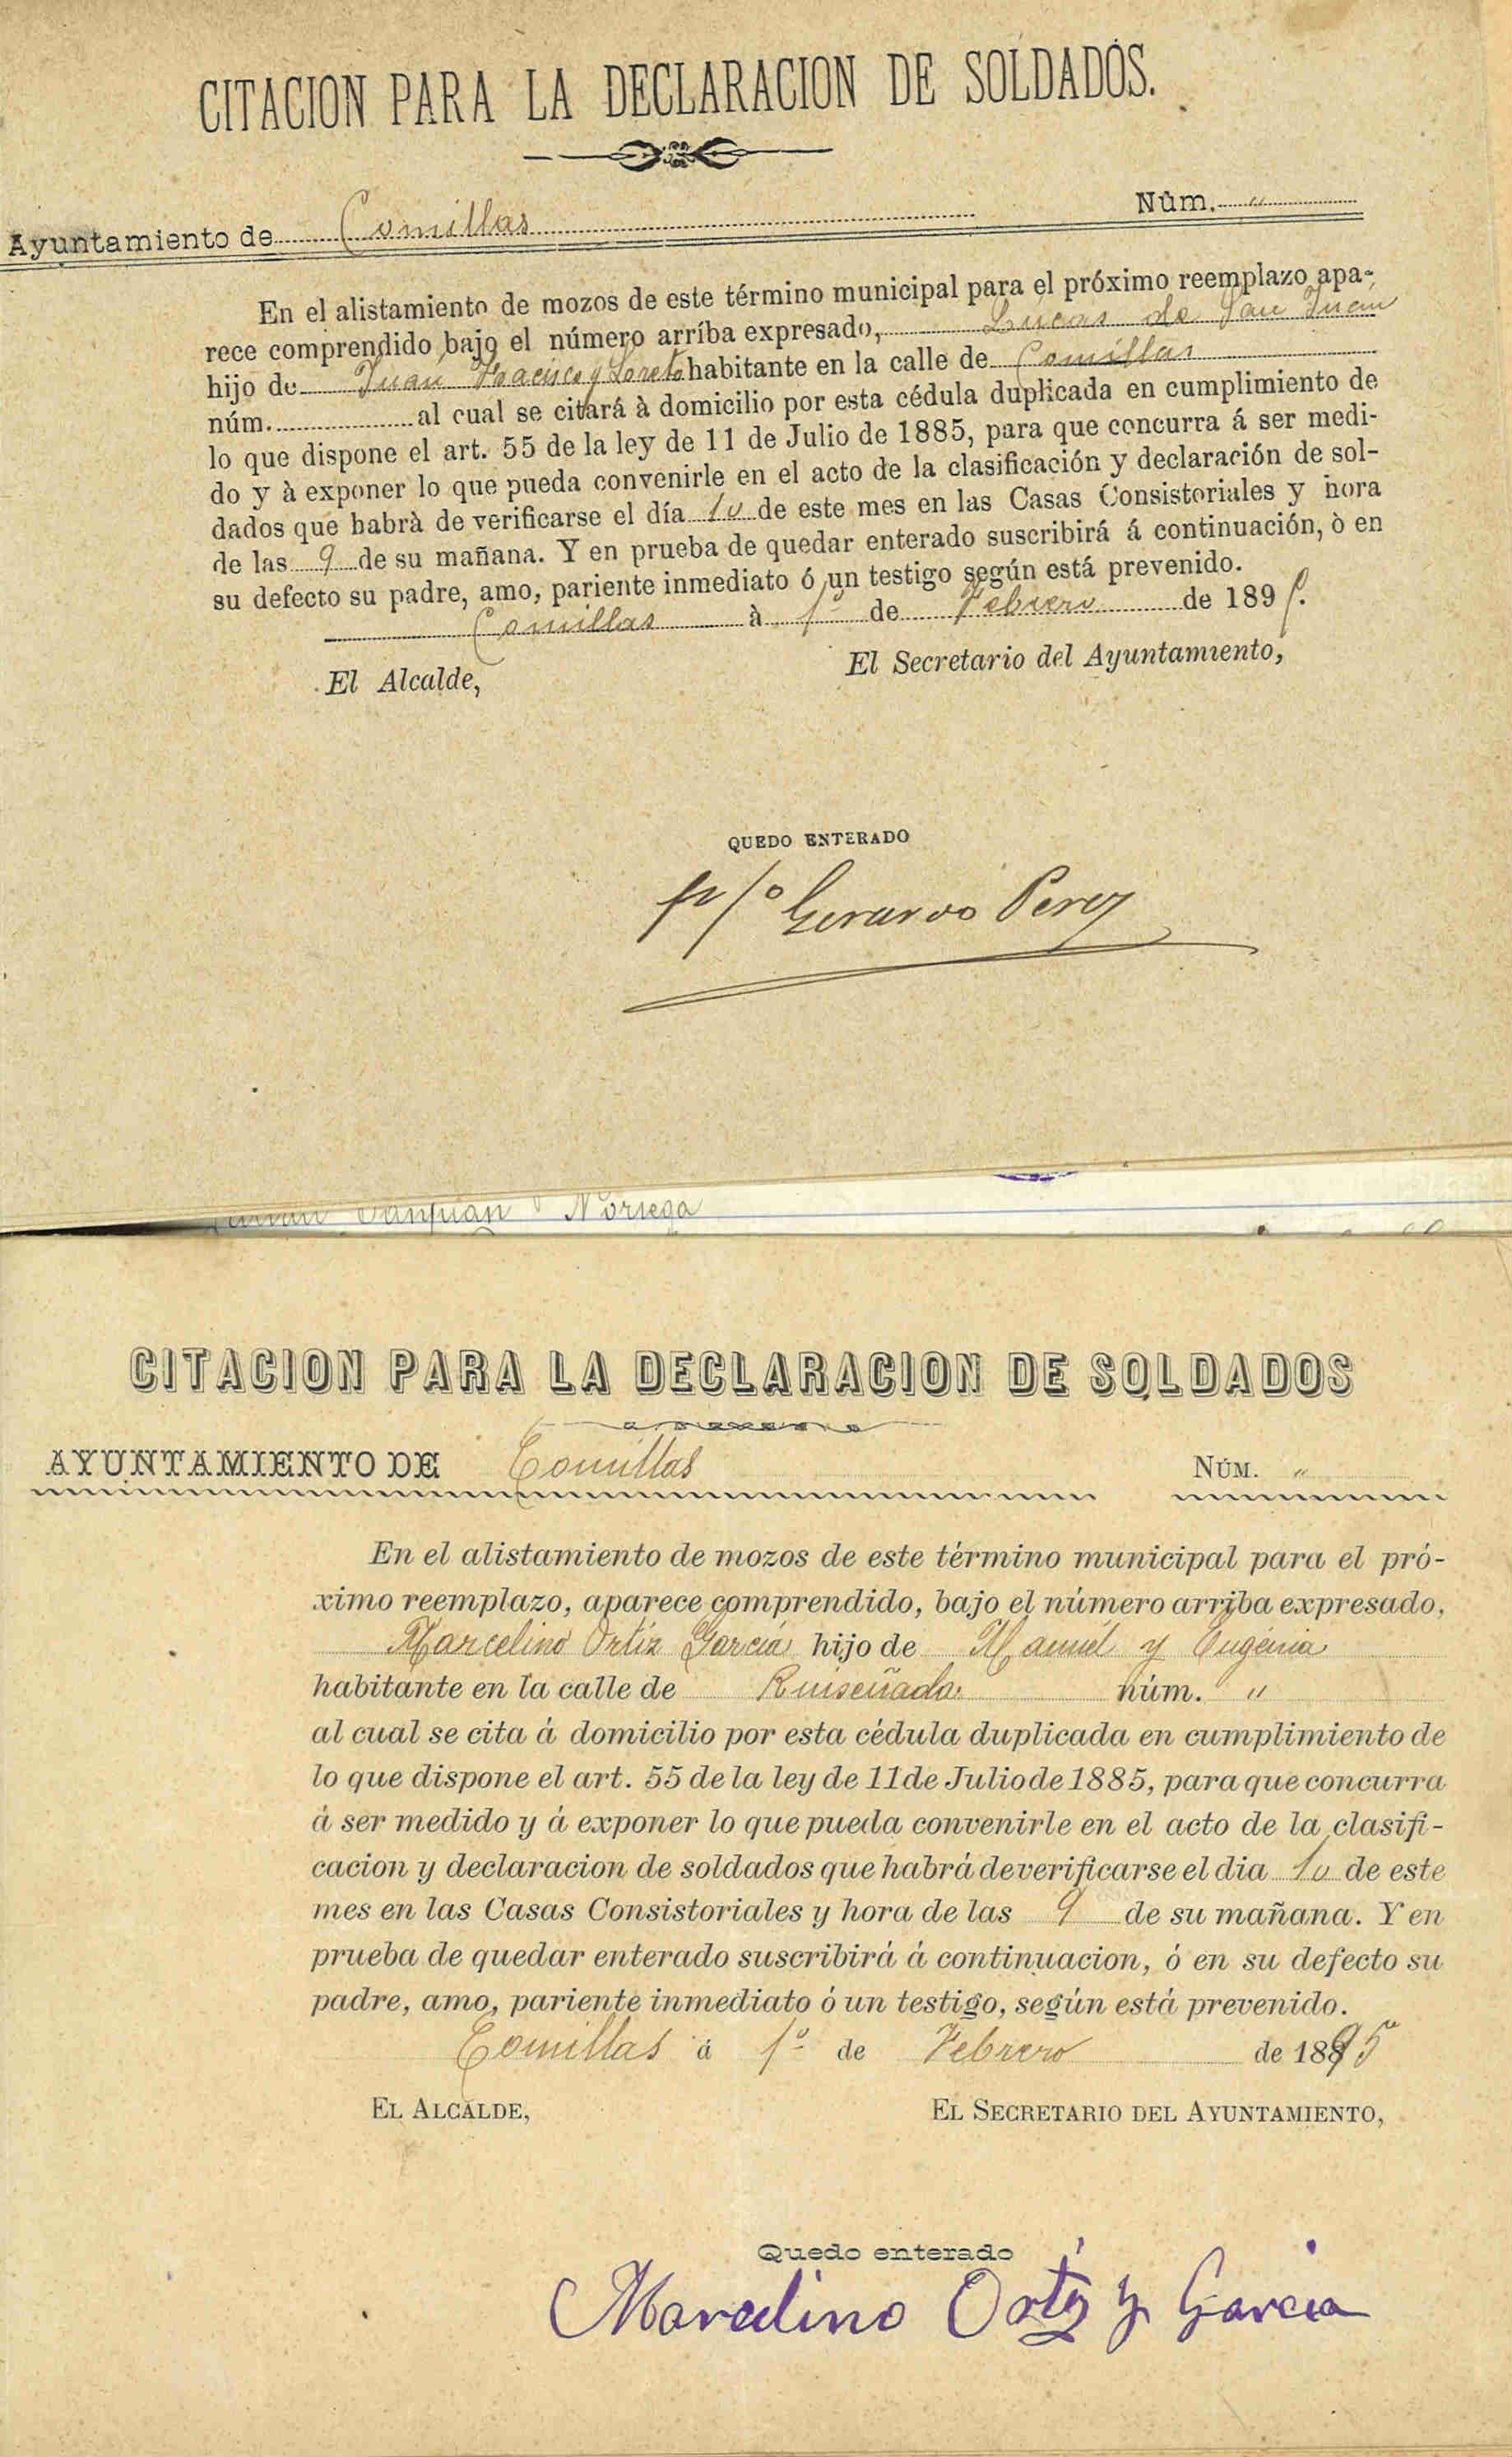 CITACION PARA LA DECLARACION DE SOLDADOS.
Ayuntamiento de Comillas Núm. "
En el alistamiento de mozos de este término municipal para el próximo reemplazo apa-
rece comprendido bajo el número arriba expresado, Lucas de San Juan
hijo de Juan Francisco y Loreto habitante en la calle de Comillas
núm. al cual se citará à domicilio por esta cédula duplicada en cumplimiento de
lo que dispone el art. 55 de la ley de 11 de Julio de 1885, para que concurra á ser medi-
do y à exponer lo que pueda convenirle en el acto de la clasificación y declaración de sol-
dados que habrà de verificarse el día 10 de este mes en las Casas Consistoriales y hora
de las 9 de su mañana. Y en prueba de quedar enterado suscribirá á continuación, ò en
su defecto su padre, amo, pariente inmediato ó un testigo según está prevenido.
Comillas à 1º de Febrero de 1895.
El Alcalde, El Secretario del Ayuntamiento,
QUEDO ENTERADO
p/o Gerardo Perez
Sanjuan Noriega
CITACION PARA LA DECLARACION DE SOLDADOS
AYUNTAMIENTO DE Comillas NÚM. "
En el alistamiento de mozos de este término municipal para el pró-
ximo reemplazo, aparece comprendido, bajo el número arriba expresado,
Marcelino Ortiz García hijo de Manuel y Eugenia
habitante en la calle de Ruiseñada núm. "
al cual se cita á domicilio por esta cédula duplicada en cumplimiento de
lo que dispone el art. 55 de la ley de 11 de Julio de 1885, para que concurra
á ser medido y á exponer lo que pueda convenirle en el acto de la clasifi-
cacion y declaracion de soldados que habrá de verificarse el dia 10 de este
mes en las Casas Consistoriales y hora de las 9 de su mañana. Y en
prueba de quedar enterado suscribirá á continuacion, ó en su defecto su
padre, amo, pariente inmediato ó un testigo, según está prevenido.
Comillas á 1º de Febrero de 1895
EL ALCALDE, EL SECRETARIO DEL AYUNTAMIENTO,
Quedo enterado
Marcelino Ortiz y Garcia